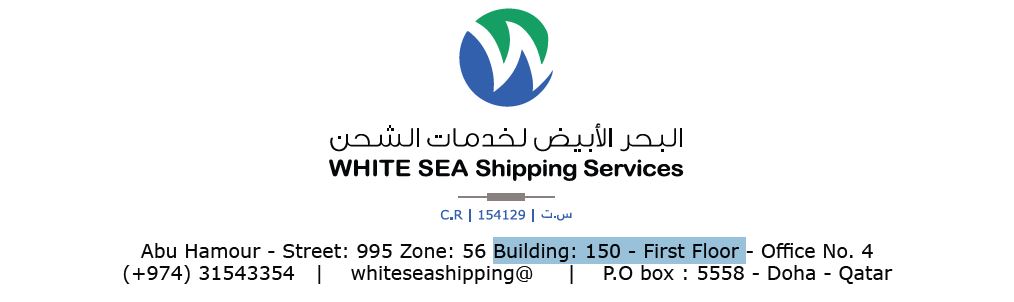 البحر الأبيض لخدمات الشحن
WHITE SEA Shipping Services
C.R | 154129 | س.ت
Abu Hamour - Street: 995 Zone: 56 Building: 150 - First Floor - Office No. 4
(+974) 31543354 | whiteseashipping@ | P.O box : 5558 - Doha - Qatar